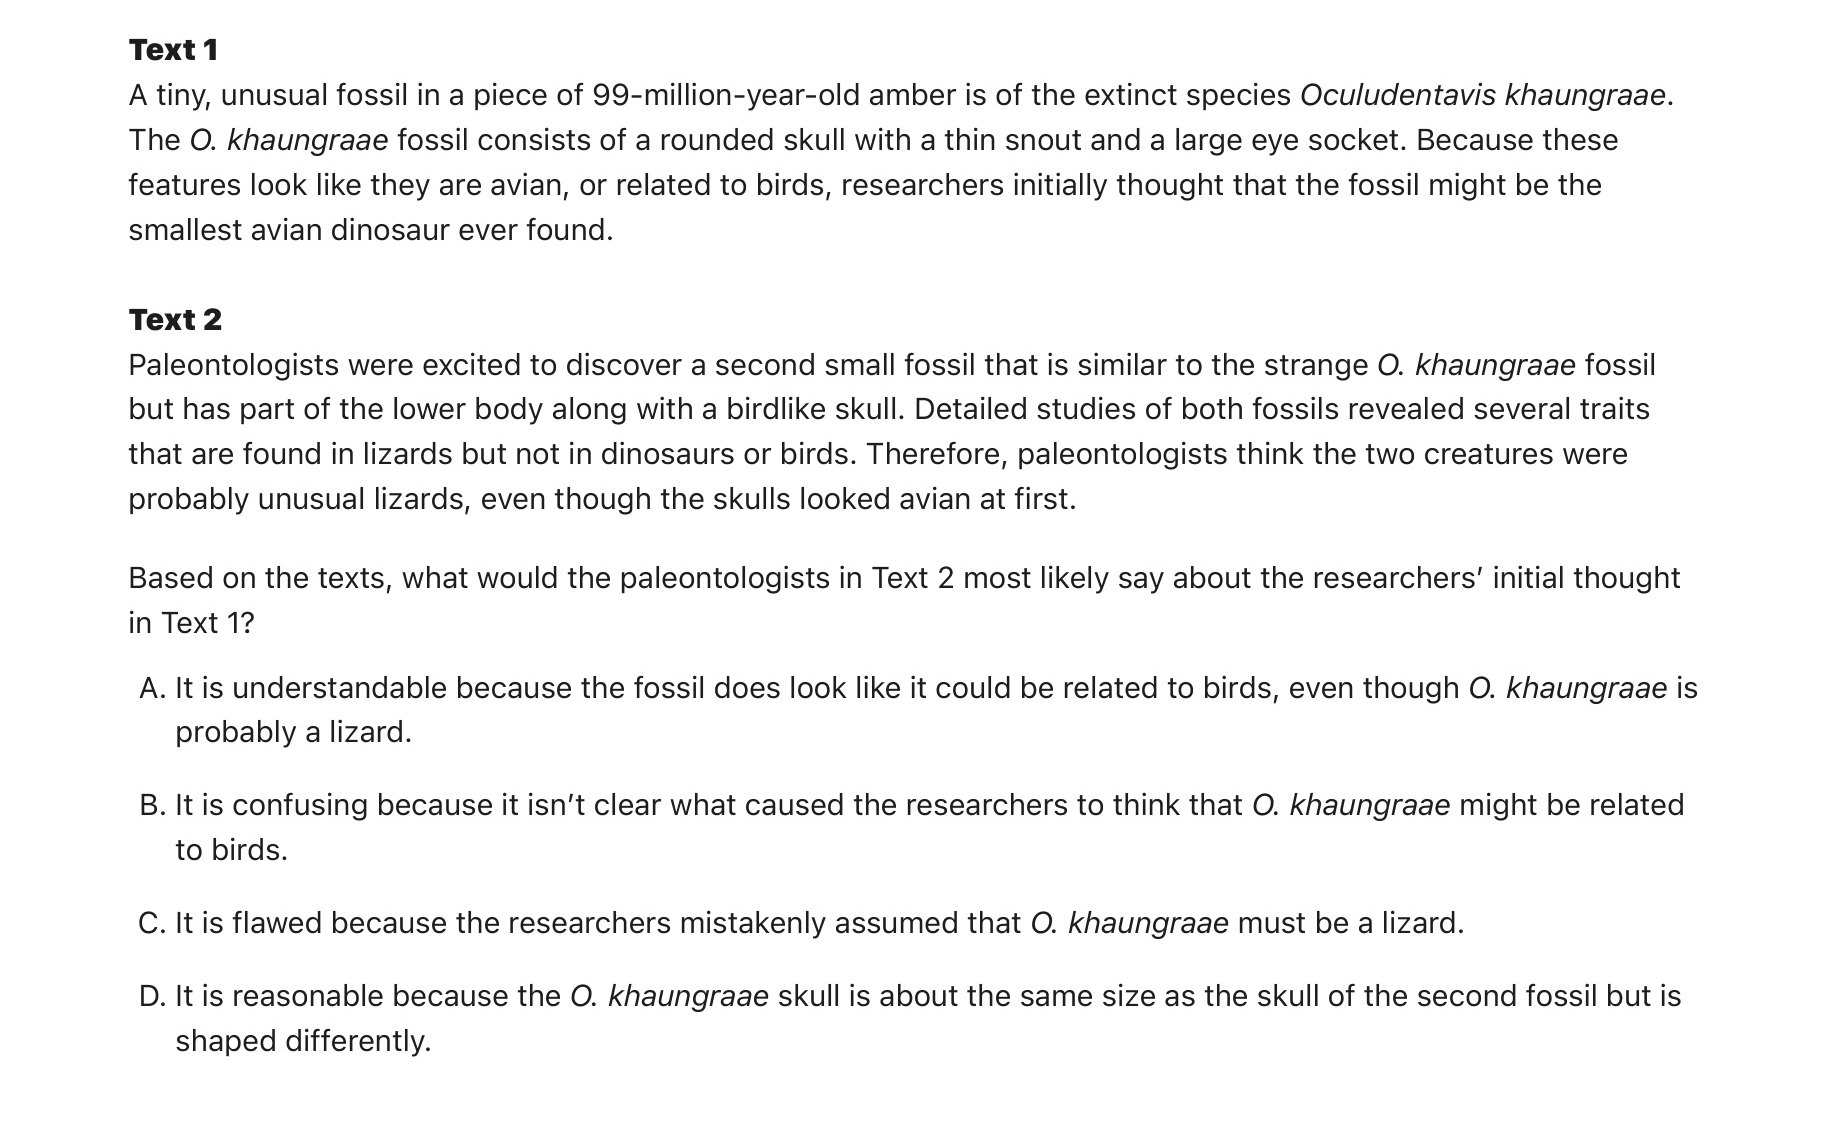 Text 1
A tiny, unusual fossil in a piece of 99-million-year-old amber is of the extinct species Oculudentavis khaungraae.
The O. khaungraae fossil consists of a rounded skull with a thin snout and a large eye socket. Because these
features look like they are avian, or related to birds, researchers initially thought that the fossil might be the
smallest avian dinosaur ever found.
Text 2
Paleontologists were excited to discover a second small fossil that is similar to the strange O. khaungraae fossil
but has part of the lower body along with a birdlike skull. Detailed studies of both fossils revealed several traits
that are found in lizards but not in dinosaurs or birds. Therefore, paleontologists think the two creatures were
probably unusual lizards, even though the skulls looked avian at first.
Based on the texts, what would the paleontologists in Text 2 most likely say about the researchers’ initial thought
in Text 1?
A. It is understandable because the fossil does look like it could be related to birds, even though O. khaungraae is
probably a lizard.
B. It is confusing because it isn’t clear what caused the researchers to think that O. khaungraae might be related
to birds.
C. It is flawed because the researchers mistakenly assumed that O. khaungraae must be a lizard.
D. It is reasonable because the O. khaungraae skull is about the same size as the skull of the second fossil but is
shaped differently.